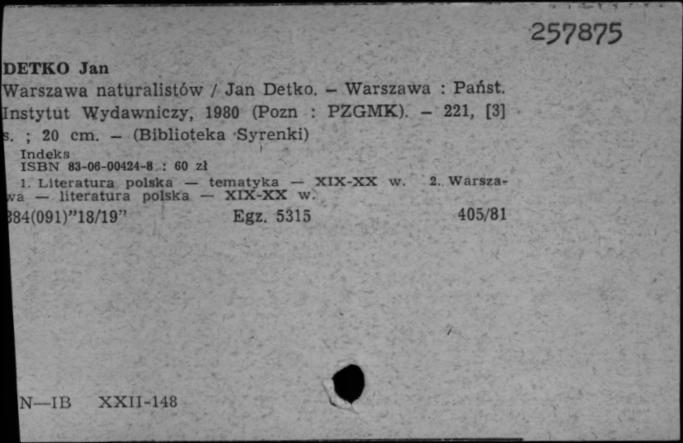 257875
DETKO Jan
Warszawa naturalistów / Jan Detko. — Warszawa : Państ.
Instytut Wydawniczy, 1980 (Pozn : PZGMK). — 221, [3]
s. ; 20 cm. — (Biblioteka Syrenki)
Indeks
ISBN 83-06-00424-8 : 60 zł
1. Literatura polska — tematyka — XIX-XX w. 2. Warsza-
wa — literatura polska — XIX-XX w.
884(091)"18/19" Egz. 5315 405/81
N—IB XXII-148